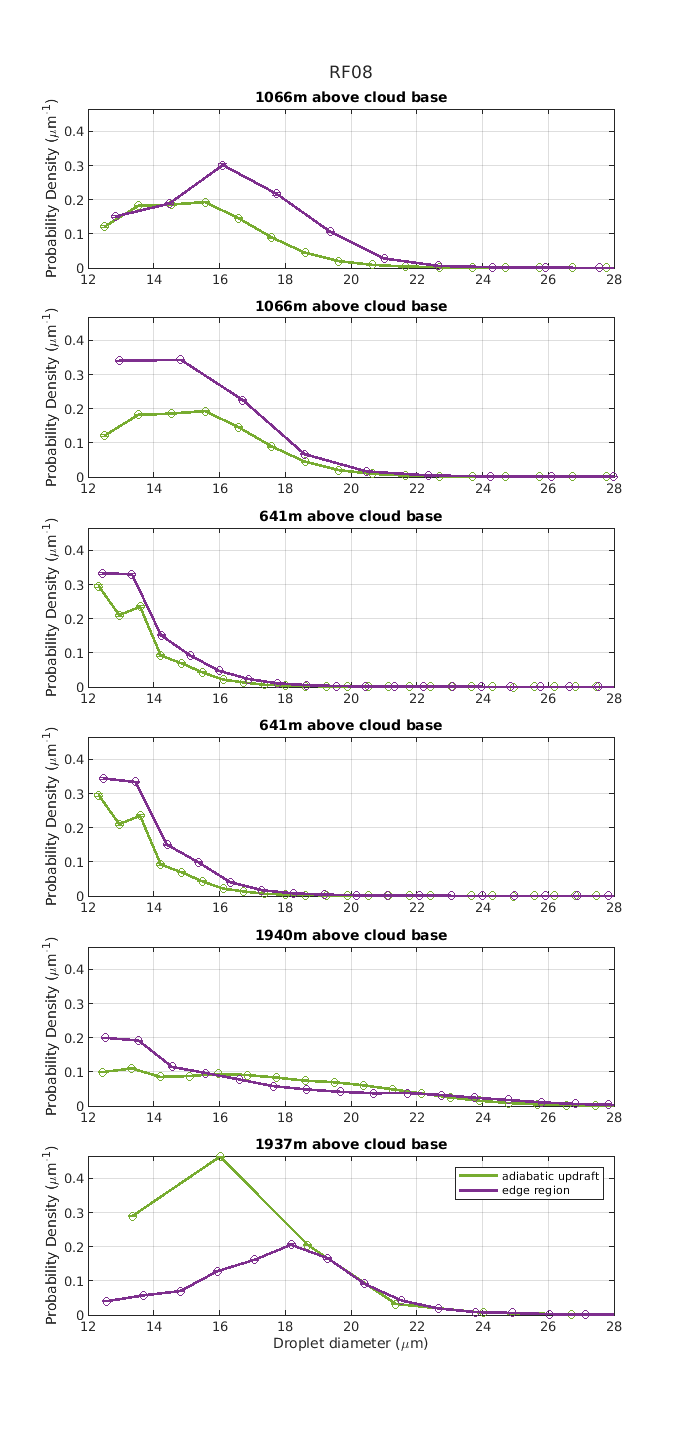 RF08
1066m above cloud base
Probability Density (μm⁻¹)
0.4
0.3
0.2
0.1
0
12 14 16 18 20 22 24 26 28
1066m above cloud base
Probability Density (μm⁻¹)
0.4
0.3
0.2
0.1
0
12 14 16 18 20 22 24 26 28
641m above cloud base
Probability Density (μm⁻¹)
0.4
0.3
0.2
0.1
0
12 14 16 18 20 22 24 26 28
641m above cloud base
Probability Density (μm⁻¹)
0.4
0.3
0.2
0.1
0
12 14 16 18 20 22 24 26 28
1940m above cloud base
Probability Density (μm⁻¹)
0.4
0.3
0.2
0.1
0
12 14 16 18 20 22 24 26 28
1937m above cloud base
Probability Density (μm⁻¹)
0.4
0.3
0.2
0.1
0
adiabatic updraft
edge region
12 14 16 18 20 22 24 26 28
Droplet diameter (μm)